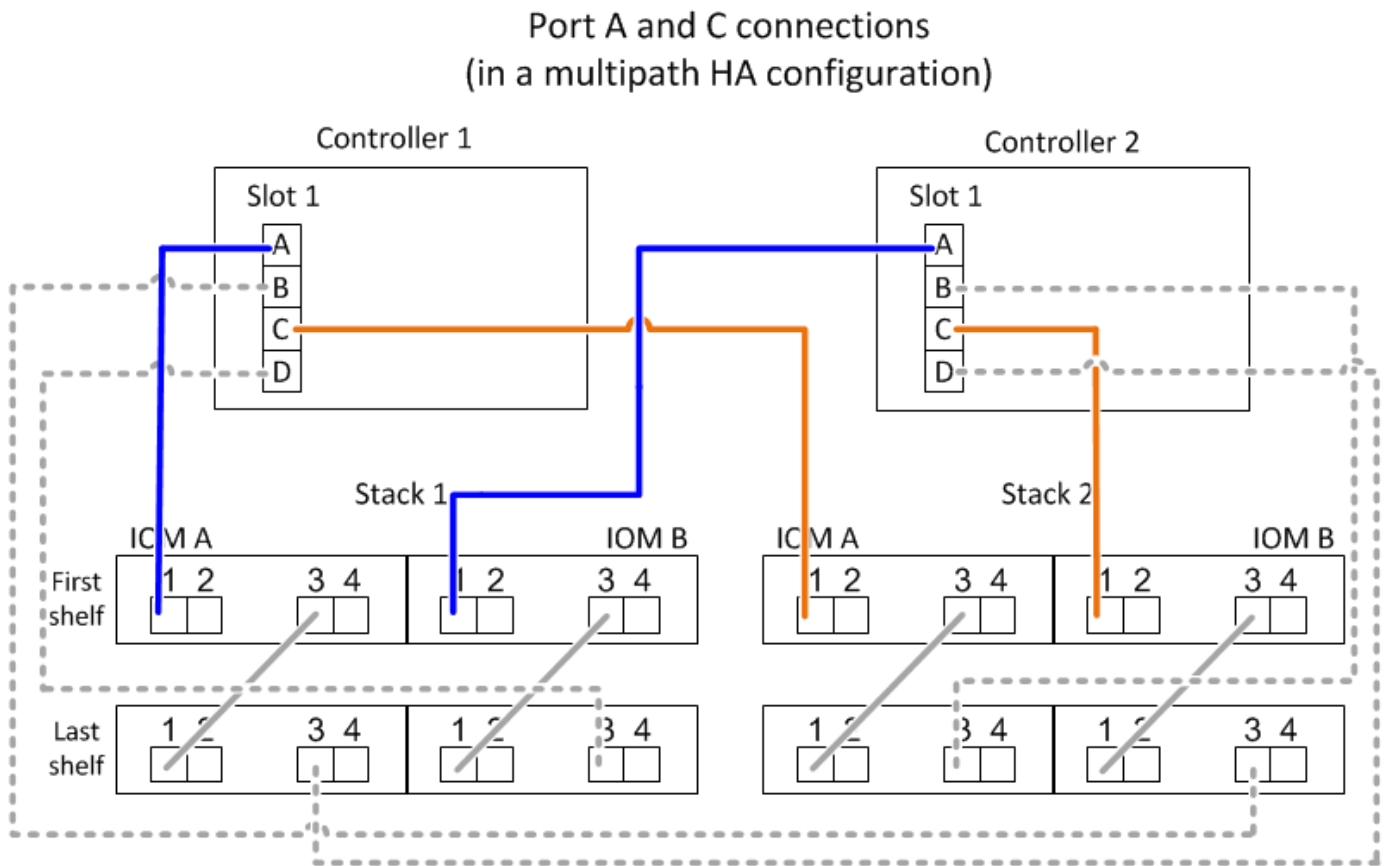 Port A and C connections
(in a multipath HA configuration)
Controller 1
Controller 2
Slot 1
Slot 1
A
A
B
B
C
C
D
D
Stack 1
Stack 2
IOM A
IOM B
IOM A
IOM B
First
shelf
1 2
3 4
1 2
3 4
1 2
3 4
1 2
3 4
Last
shelf
1 2
3 4
1 2
3 4
1 2
3 4
1 2
3 4